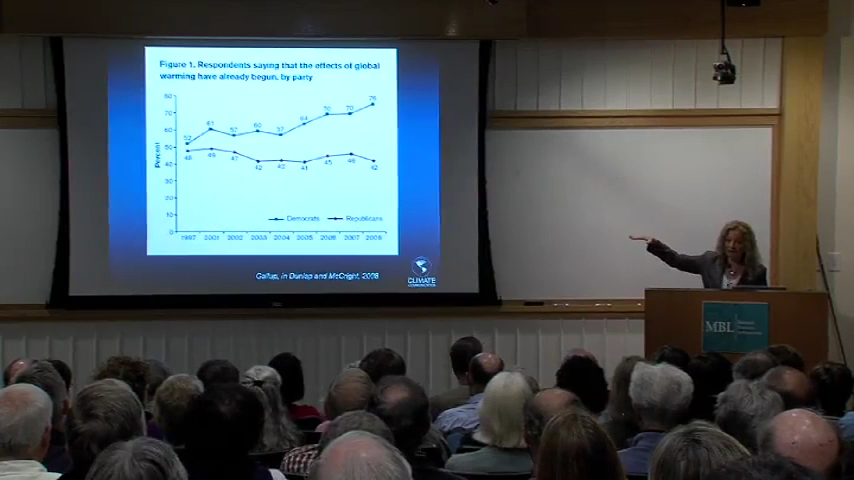 Figure 1. Respondents saying that the effects of global
warming have already begun, by party
Percent
80
70
60
50
40
30
20
10
0
52 61 57 60 57 64 70 70 76
48 49 47 42 42 41 45 46 42
Democrats Republicans
1997 2001 2002 2003 2004 2005 2006 2007 2008
Gallup, in Dunlap and McCright, 2008
CLIMATE
COMMUNICATION
MBL